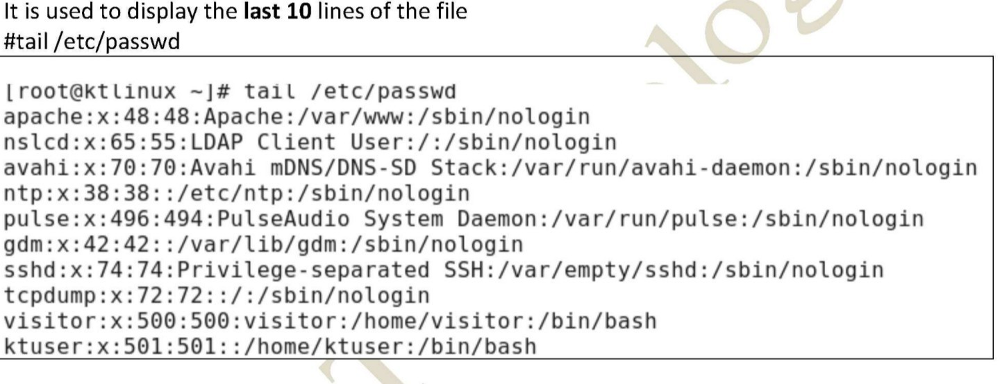 It is used to display the last 10 lines of the file
#tail /etc/passwd
[root@ktlinux ~]# tail /etc/passwd
apache:x:48:48:Apache:/var/www:/sbin/nologin
nslcd:x:65:55:LDAP Client User:/:/sbin/nologin
avahi:x:70:70:Avahi mDNS/DNS-SD Stack:/var/run/avahi-daemon:/sbin/nologin
ntp:x:38:38::/etc/ntp:/sbin/nologin
pulse:x:496:494:PulseAudio System Daemon:/var/run/pulse:/sbin/nologin
gdm:x:42:42::/var/lib/gdm:/sbin/nologin
sshd:x:74:74:Privilege-separated SSH:/var/empty/sshd:/sbin/nologin
tcpdump:x:72:72::/:/sbin/nologin
visitor:x:500:500:visitor:/home/visitor:/bin/bash
ktuser:x:501:501::/home/ktuser:/bin/bash